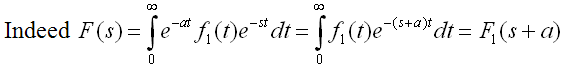 Indeed F(s) = ∫₀^∞ e^{-at} f₁(t)e^{-st} dt = ∫₀^∞ f₁(t)e^{-(s+a)t} dt = F₁(s + a)